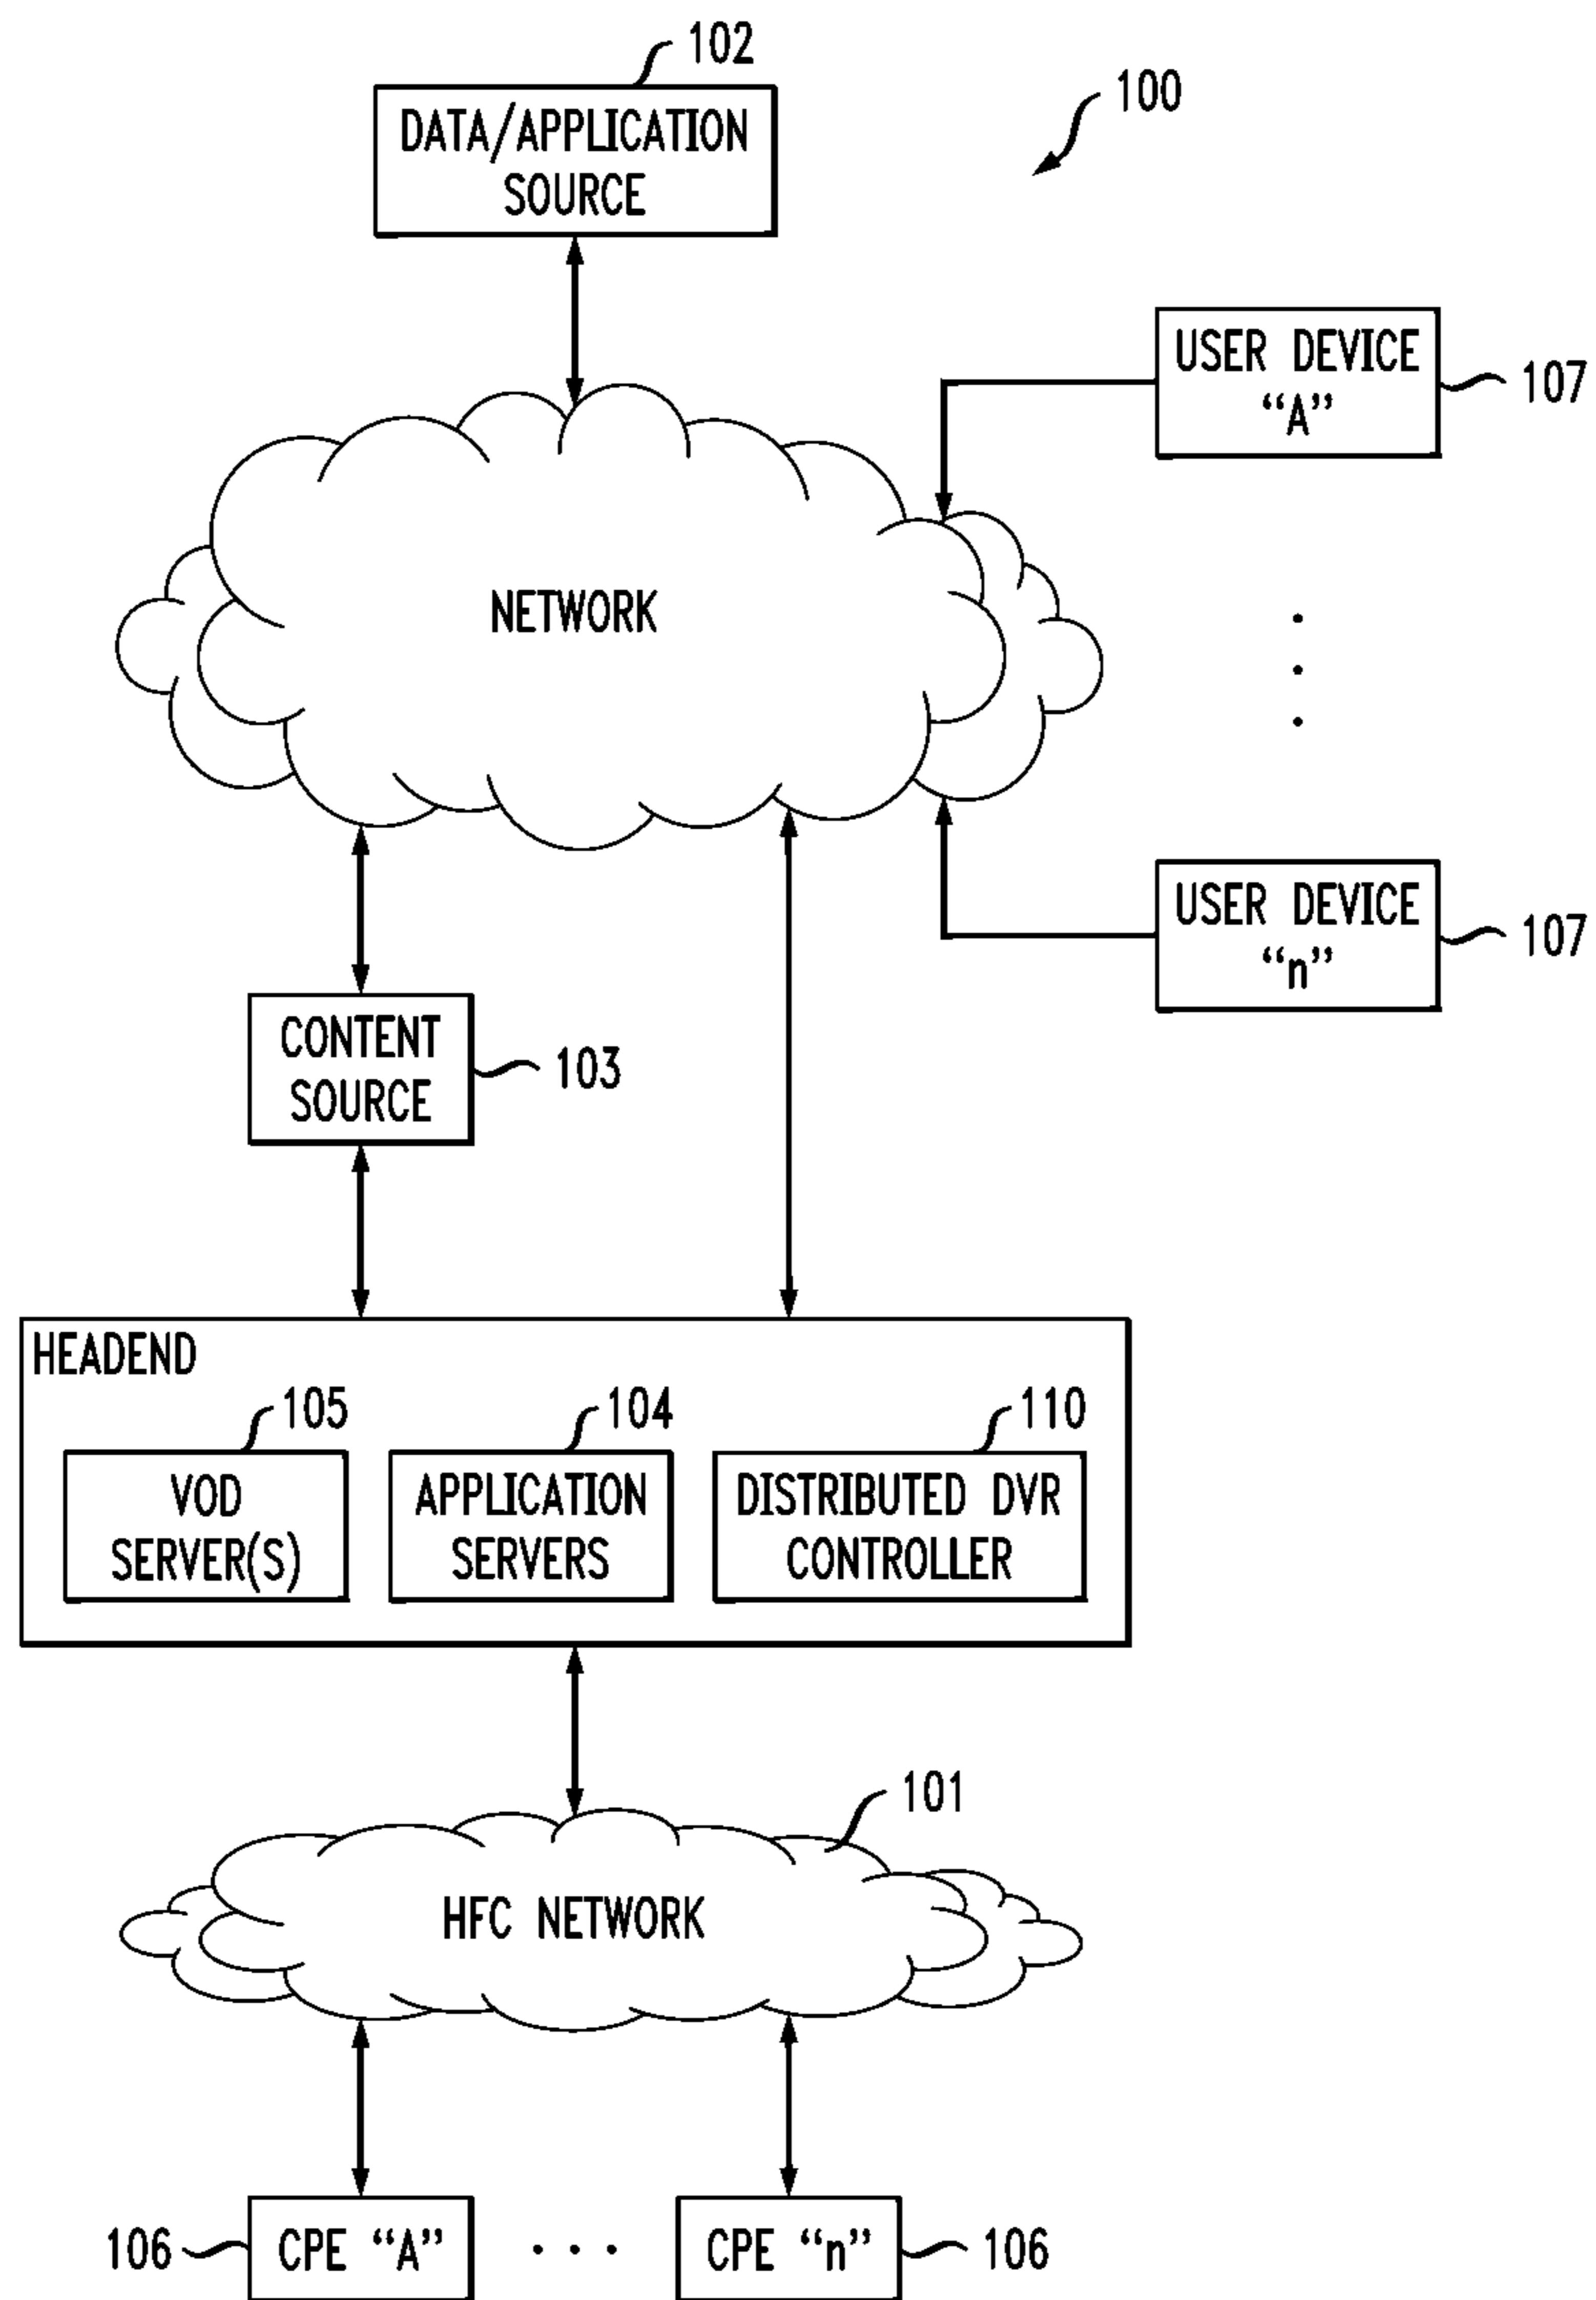 102
DATA/APPLICATION
SOURCE
100
USER DEVICE
“A”
107
NETWORK
USER DEVICE
“n”
107
CONTENT
SOURCE
103
HEADEND
105
VOD
SERVER(S)
104
APPLICATION
SERVERS
110
DISTRIBUTED DVR
CONTROLLER
101
HFC NETWORK
106
CPE “A”
CPE “n”
106